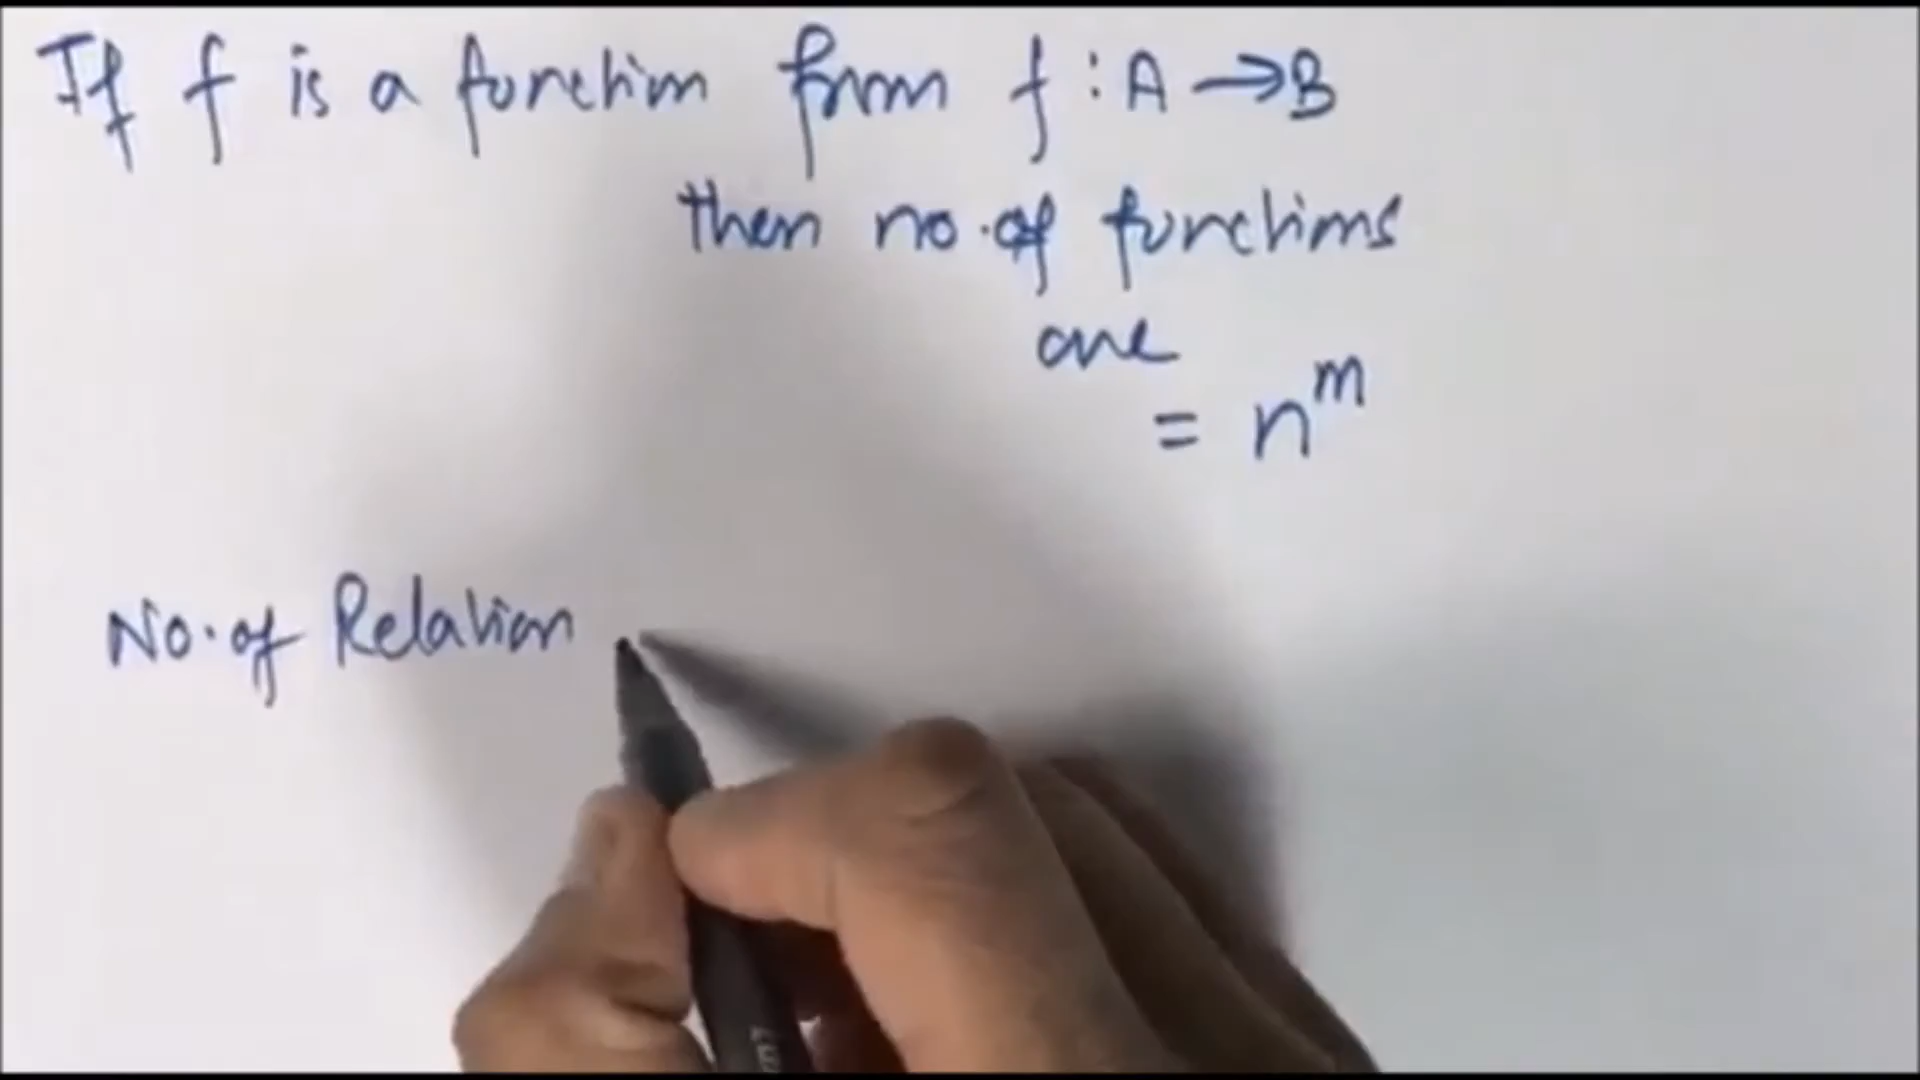 If f is a function from f : A → B
then no. of functions
are
= n^m
No. of Relation